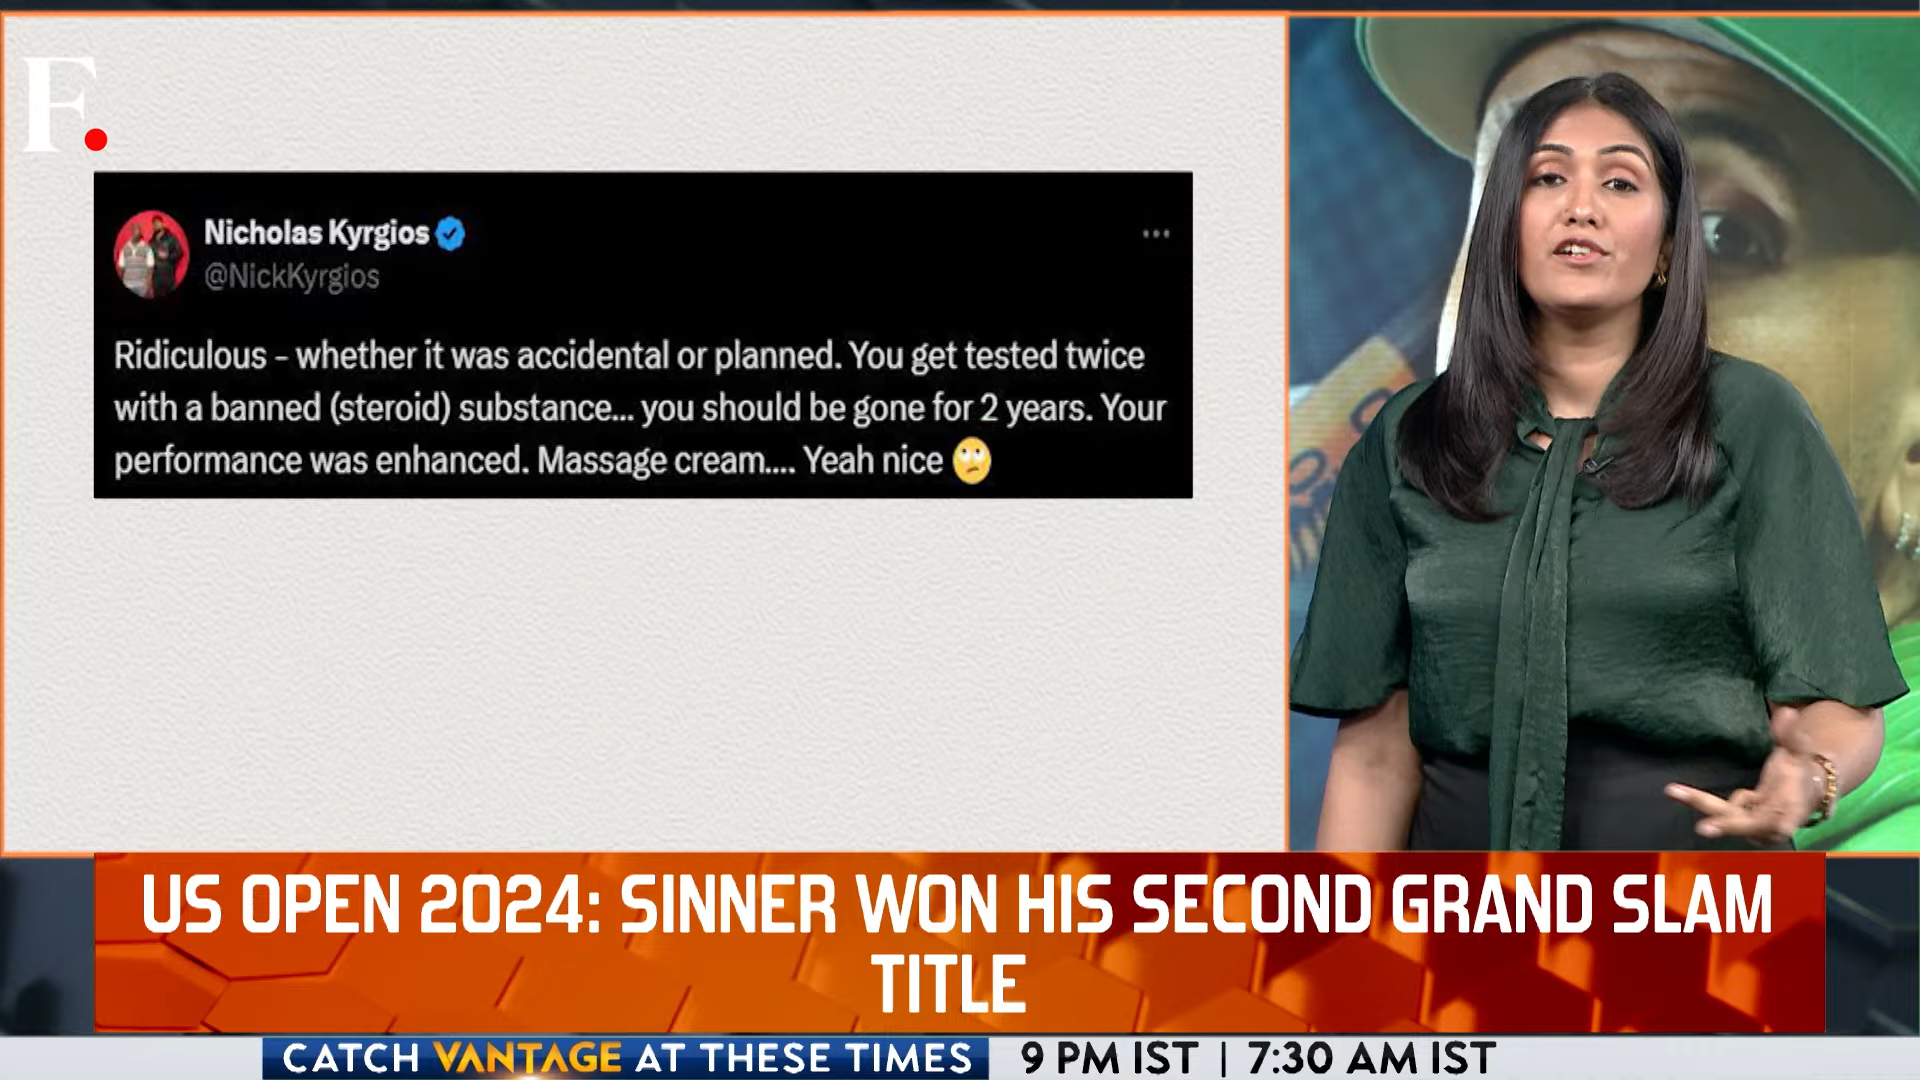 F.
Nicholas Kyrgios
@NickKyrgios
Ridiculous - whether it was accidental or planned. You get tested twice
with a banned (steroid) substance... you should be gone for 2 years. Your
performance was enhanced. Massage cream.... Yeah nice 🙄
US OPEN 2024: SINNER WON HIS SECOND GRAND SLAM
TITLE
CATCH VANTAGE AT THESE TIMES 9 PM IST | 7:30 AM IST